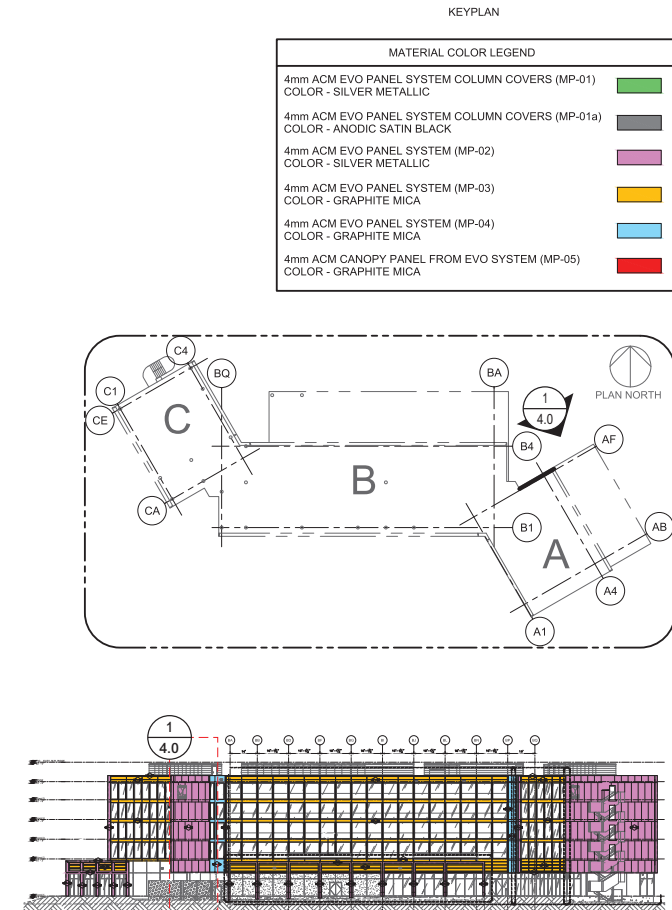 KEYPLAN
MATERIAL COLOR LEGEND
4mm ACM EVO PANEL SYSTEM COLUMN COVERS (MP-01)
COLOR - SILVER METALLIC
4mm ACM EVO PANEL SYSTEM COLUMN COVERS (MP-01a)
COLOR - ANODIC SATIN BLACK
4mm ACM EVO PANEL SYSTEM (MP-02)
COLOR - SILVER METALLIC
4mm ACM EVO PANEL SYSTEM (MP-03)
COLOR - GRAPHITE MICA
4mm ACM EVO PANEL SYSTEM (MP-04)
COLOR - GRAPHITE MICA
4mm ACM CANOPY PANEL FROM EVO SYSTEM (MP-05)
COLOR - GRAPHITE MICA
C4
BQ
BA
C1
CE
C
1
4.0
PLAN NORTH
B4
AF
B
CA
B1
AB
A
A4
A1
1
4.0